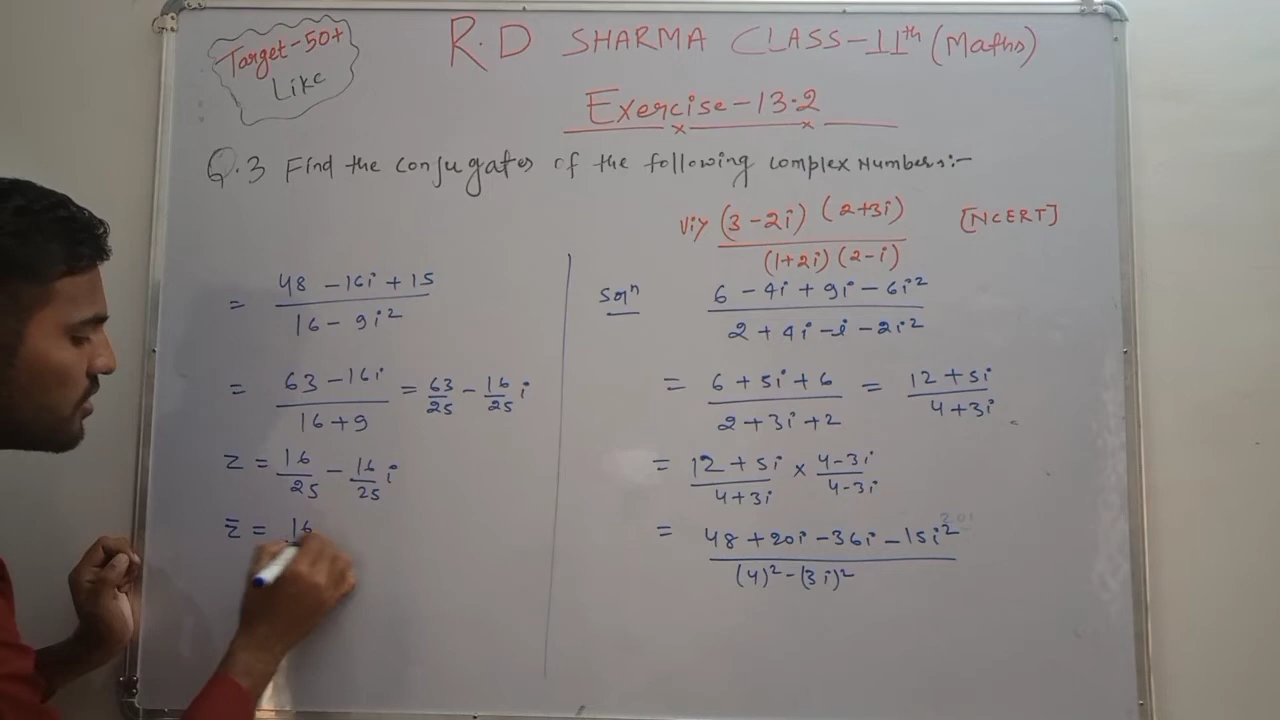 Target-50+
Like
R.D SHARMA CLASS-11th (Maths)
Exercise-13.2
Q.3 Find the conjugates of the following complex Numbers:-
viy (3-2i) (2+3i) / (1+2i) (2-i) [NCERT]
Soln 6 - 4i + 9i - 6i² / 2 + 4i - i - 2i²
= 6 + 5i + 6 / 2 + 3i + 2 = 12 + 5i / 4 + 3i
= 12 + 5i / 4 + 3i × 4-3i / 4-3i
= 48 + 20i - 36i - 15i² / (4)² - (3i)²
= 48 - 16i + 15 / 16 - 9i²
= 63 - 16i / 16 + 9 = 63/25 - 16/25 i
z = 16/25 - 16/25 i
z̄ = 16